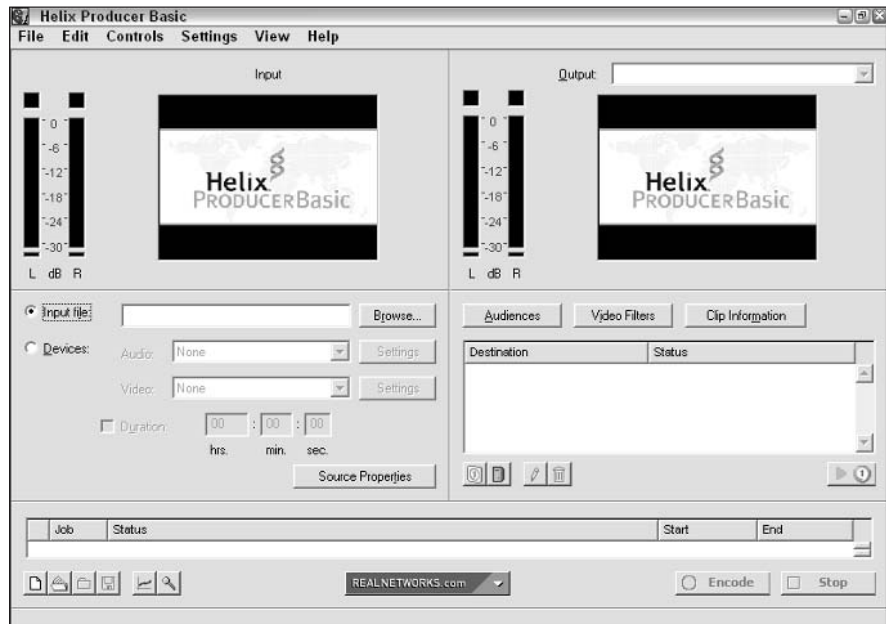 Helix Producer Basic
File Edit Controls Settings View Help
Input
0
-6
-12
-18
-24
-30
L dB R
Helix
PRODUCERBasic
Output:
0
-6
-12
-18
-24
-30
L dB R
Helix
PRODUCERBasic
Input file:
Browse...
Devices:
Audio: None Settings
Video: None Settings
Duration: 00 : 00 : 00
hrs. min. sec.
Source Properties
Audiences Video Filters Clip Information
Destination Status
Job Status Start End
REALNETWORKS.com
Encode Stop